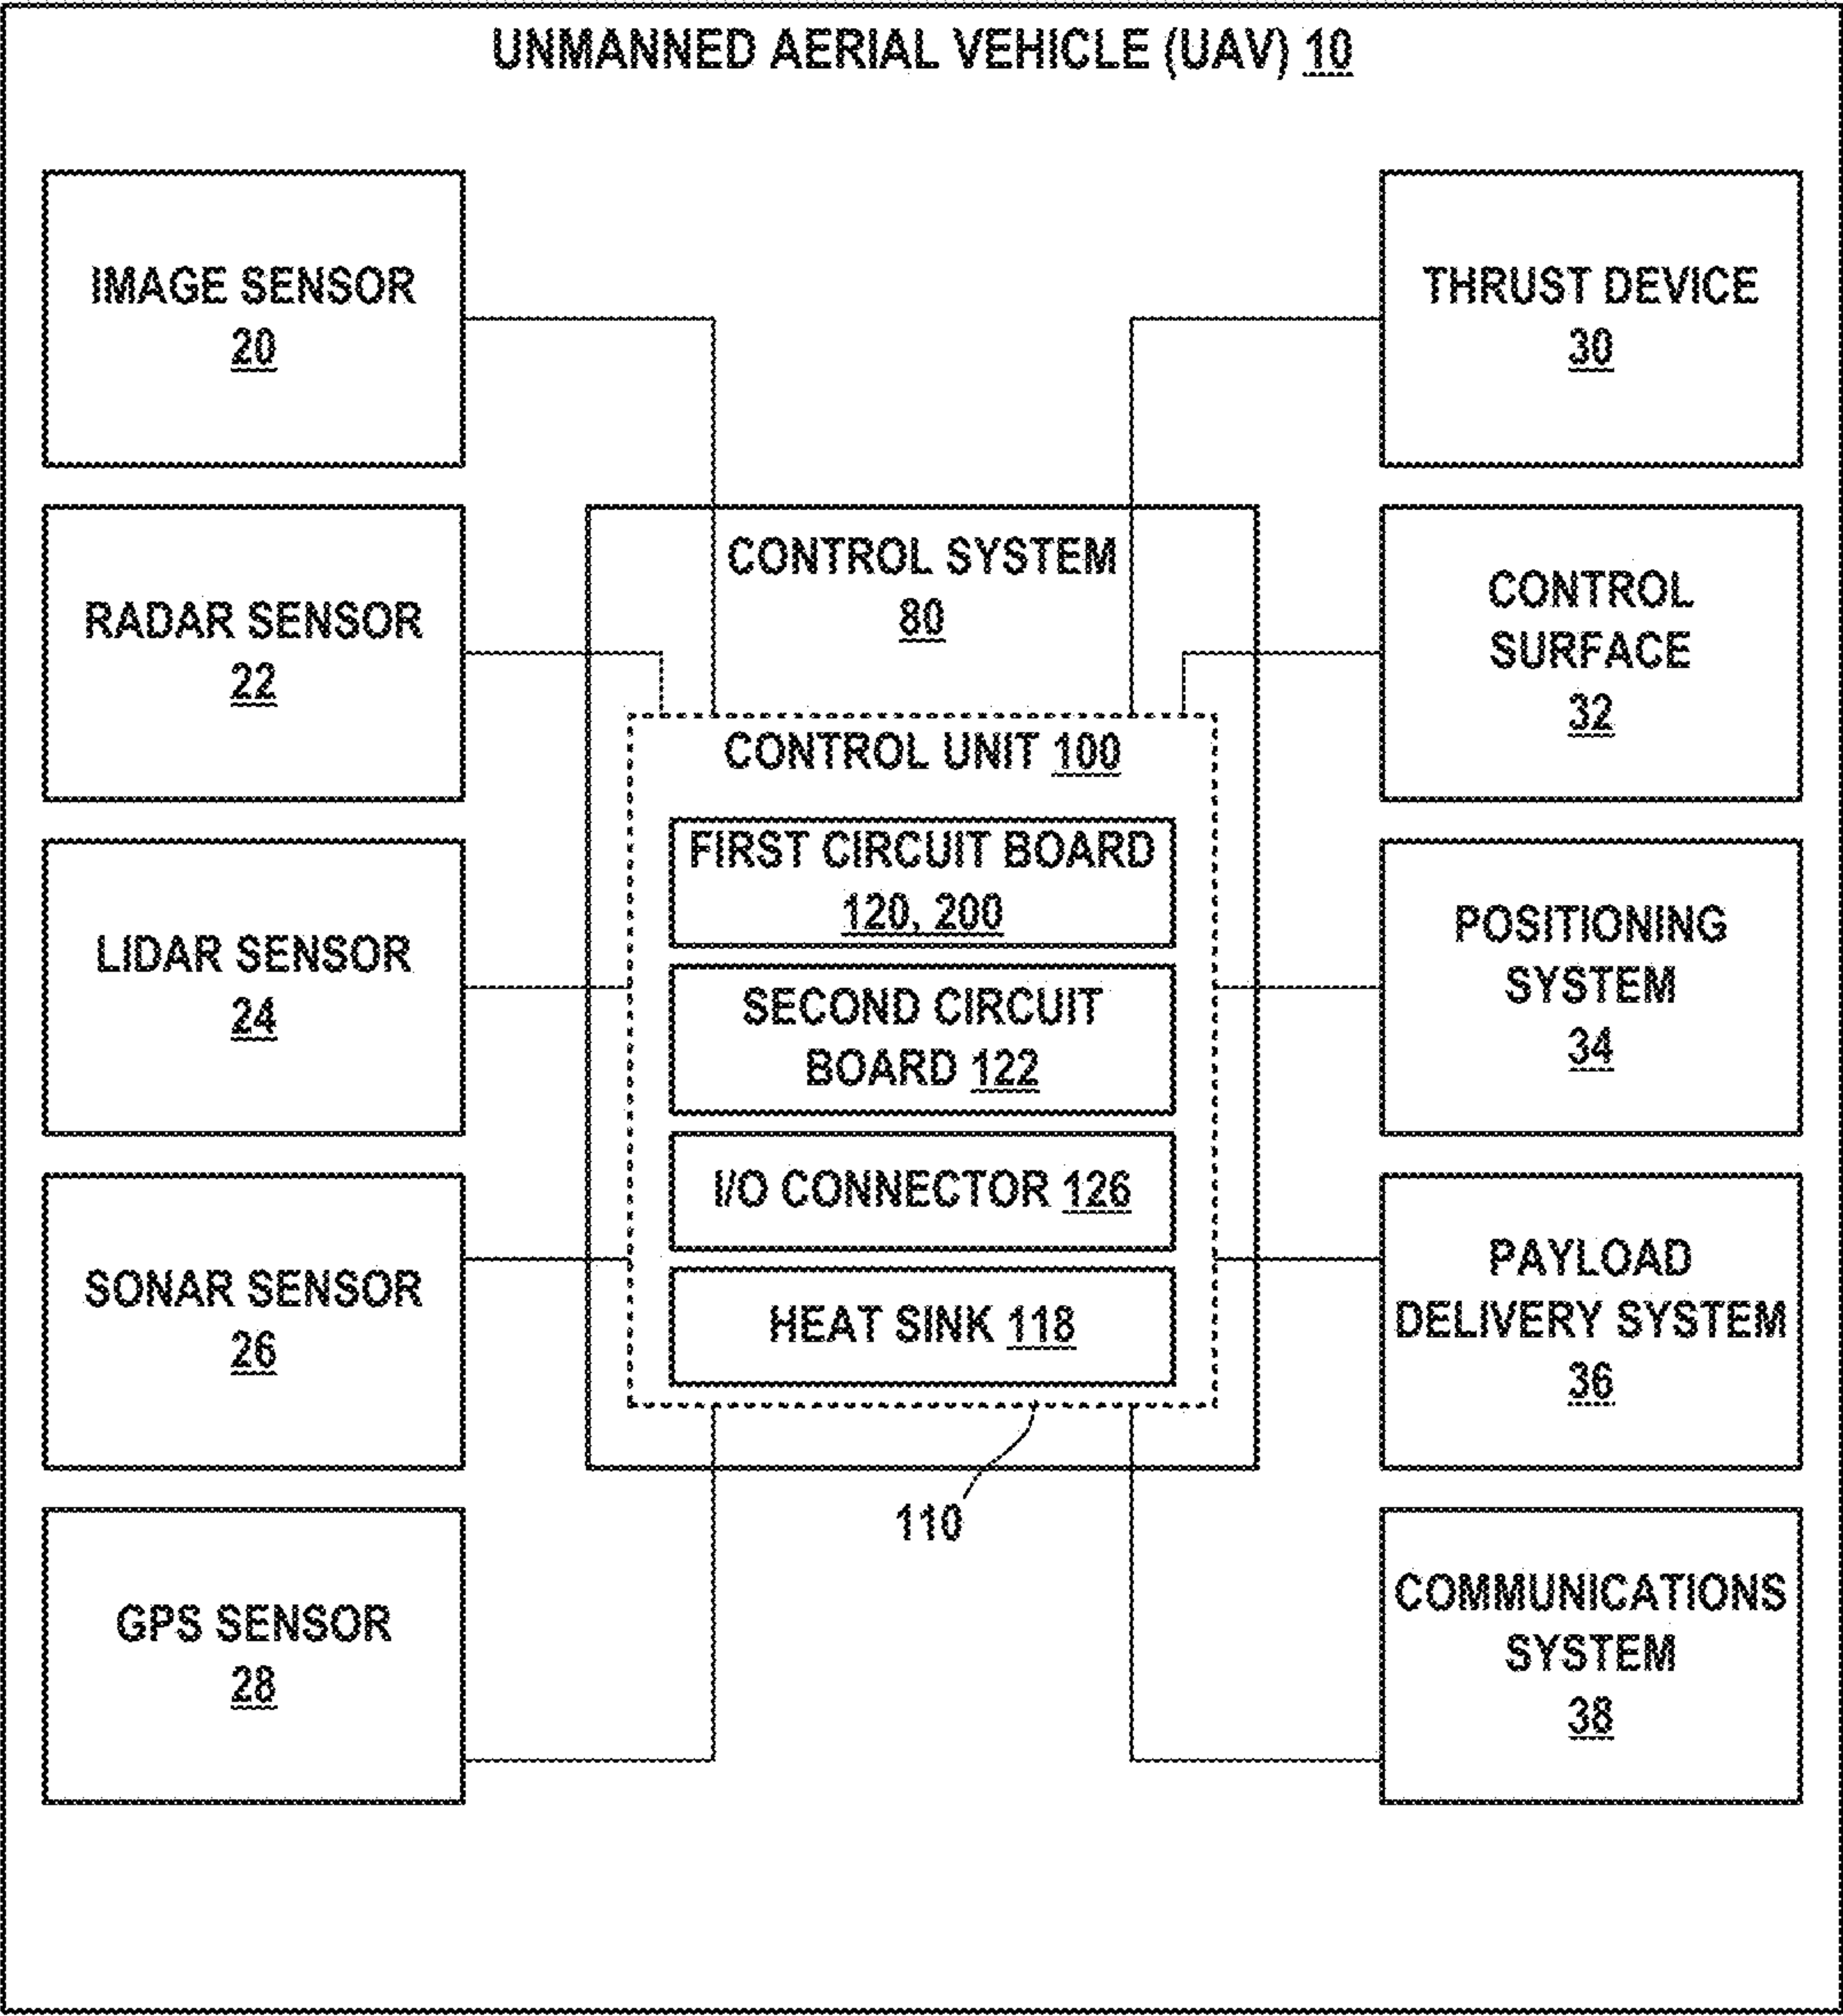 UNMANNED AERIAL VEHICLE (UAV) 10
IMAGE SENSOR
20
RADAR SENSOR
22
LIDAR SENSOR
24
SONAR SENSOR
26
GPS SENSOR
28
CONTROL SYSTEM
80
CONTROL UNIT 100
FIRST CIRCUIT BOARD
120, 200
SECOND CIRCUIT
BOARD 122
I/O CONNECTOR 126
HEAT SINK 118
110
THRUST DEVICE
30
CONTROL
SURFACE
32
POSITIONING
SYSTEM
34
PAYLOAD
DELIVERY SYSTEM
36
COMMUNICATIONS
SYSTEM
38